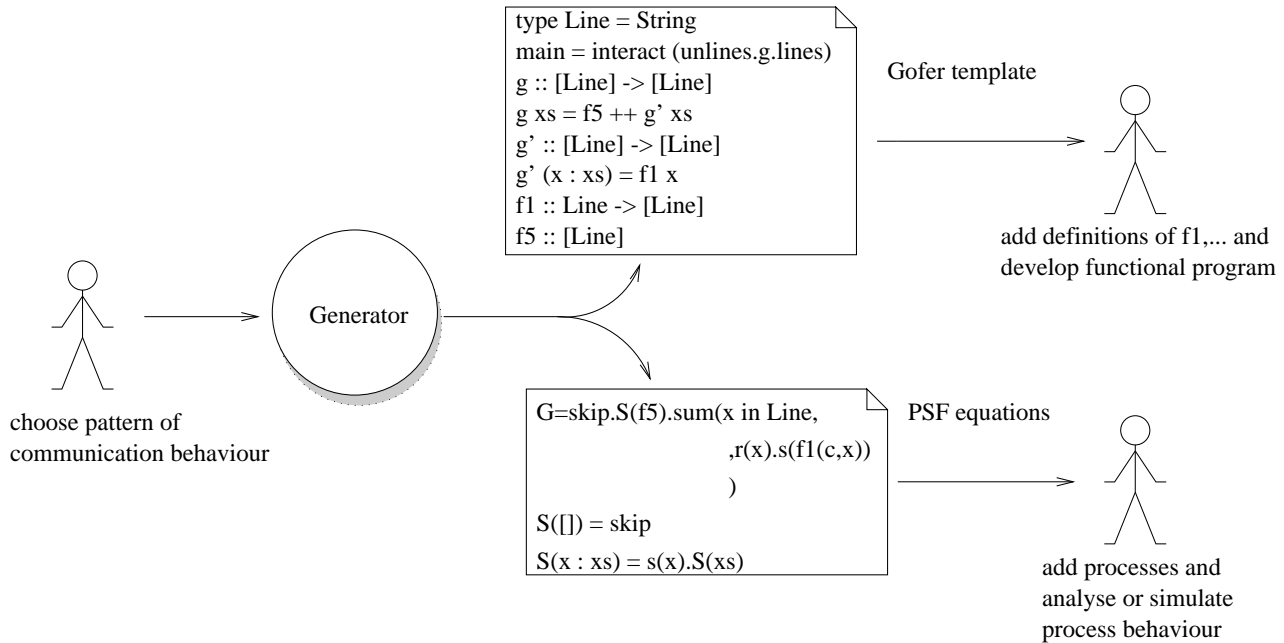 type Line = String
main = interact (unlines.g.lines)
g :: [Line] -> [Line]
g xs = f5 ++ g’ xs
g’ :: [Line] -> [Line]
g’ (x : xs) = f1 x
f1 :: Line -> [Line]
f5 :: [Line]
Gofer template
add definitions of f1,... and
develop functional program
Generator
choose pattern of
communication behaviour
G=skip.S(f5).sum(x in Line,
,r(x).s(f1(c,x))
)
S([]) = skip
S(x : xs) = s(x).S(xs)
PSF equations
add processes and
analyse or simulate
process behaviour